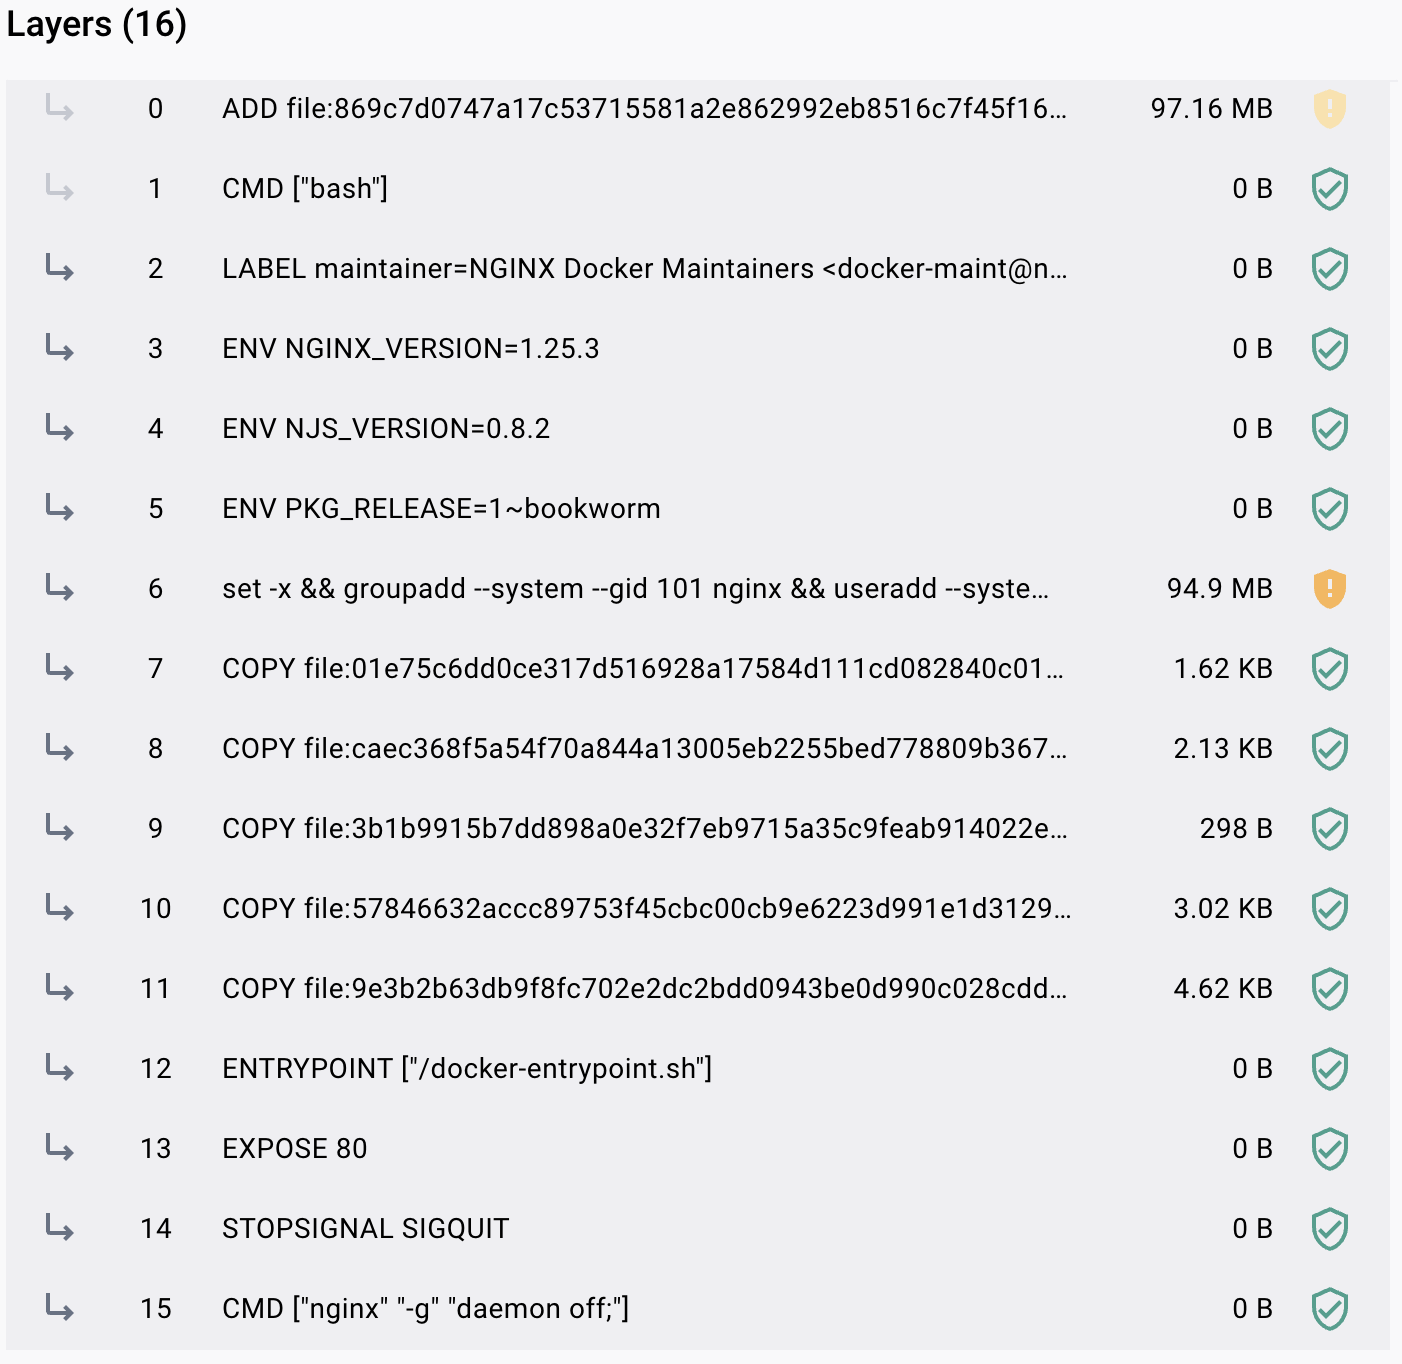 Layers (16)
0 ADD file:869c7d0747a17c53715581a2e862992eb8516c7f45f16… 97.16 MB
1 CMD ["bash"] 0 B
2 LABEL maintainer=NGINX Docker Maintainers <docker-maint@n… 0 B
3 ENV NGINX_VERSION=1.25.3 0 B
4 ENV NJS_VERSION=0.8.2 0 B
5 ENV PKG_RELEASE=1~bookworm 0 B
6 set -x && groupadd --system --gid 101 nginx && useradd --syste… 94.9 MB
7 COPY file:01e75c6dd0ce317d516928a17584d111cd082840c01… 1.62 KB
8 COPY file:caec368f5a54f70a844a13005eb2255bed778809b367… 2.13 KB
9 COPY file:3b1b9915b7dd898a0e32f7eb9715a35c9feab914022e… 298 B
10 COPY file:57846632accc89753f45cbc00cb9e6223d991e1d3129… 3.02 KB
11 COPY file:9e3b2b63db9f8fc702e2dc2bdd0943be0d990c028cdd… 4.62 KB
12 ENTRYPOINT ["/docker-entrypoint.sh"] 0 B
13 EXPOSE 80 0 B
14 STOPSIGNAL SIGQUIT 0 B
15 CMD ["nginx" "-g" "daemon off;"] 0 B